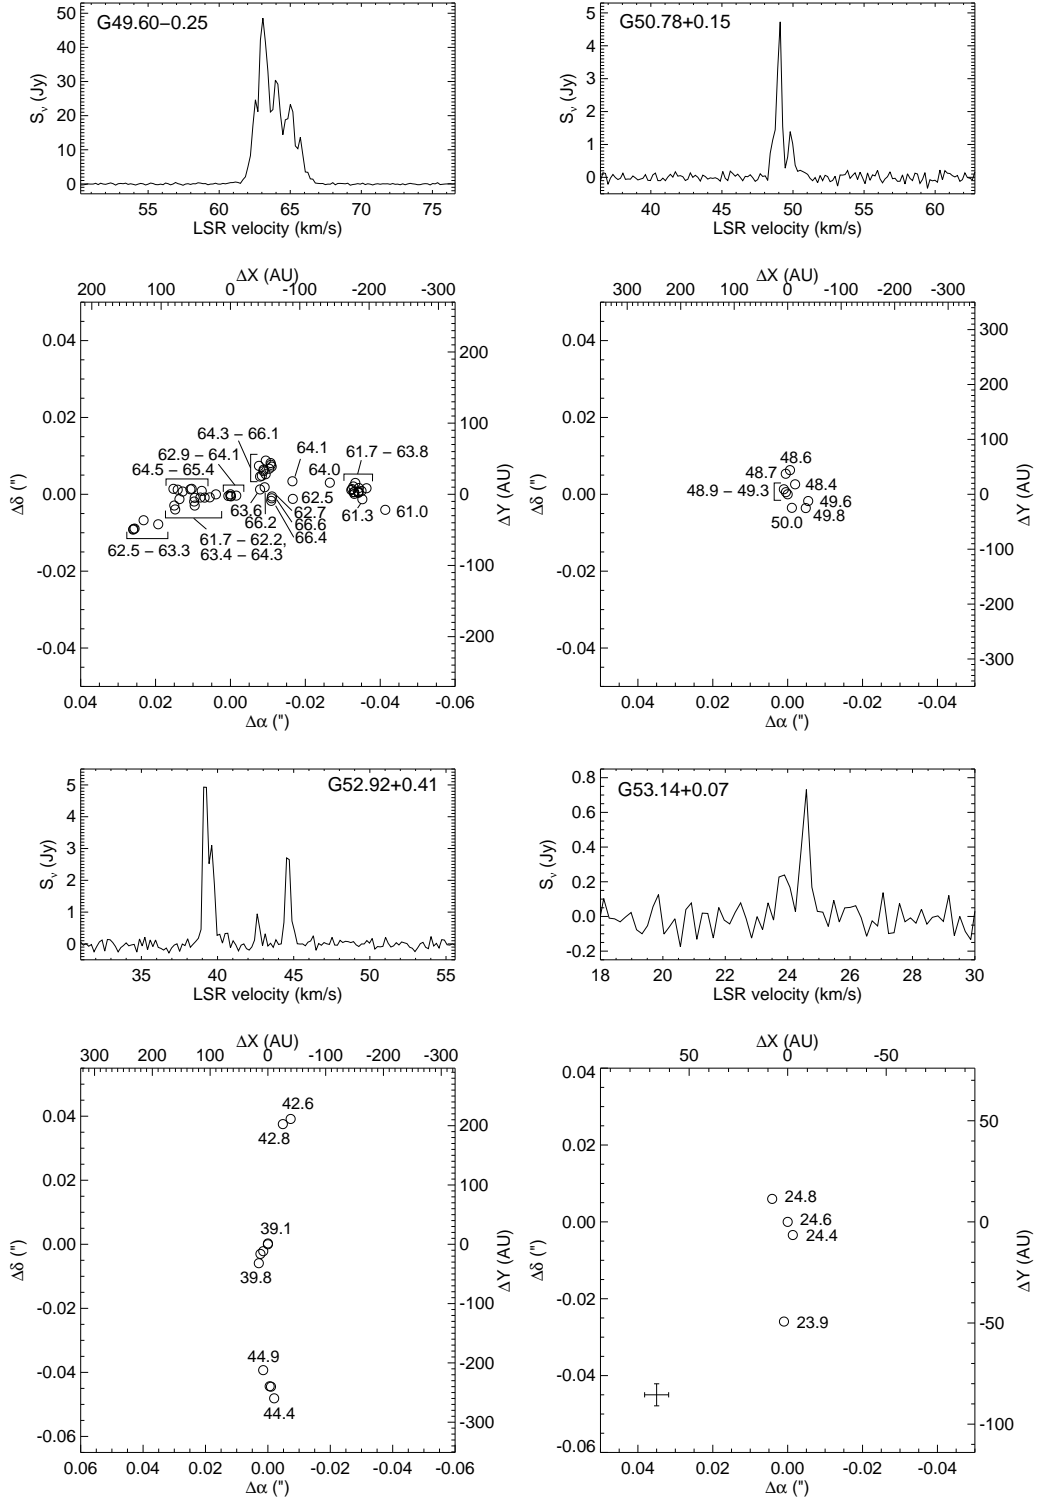 G49.60−0.25
50
40
30
20
10
0
Sν (Jy)
55 60 65 70 75
LSR velocity (km/s)
G50.78+0.15
5
4
3
2
1
0
Sν (Jy)
40 45 50 55 60
LSR velocity (km/s)
ΔX (AU)
200 100 0 -100 -200 -300
0.04
0.02
0.00
-0.02
-0.04
Δδ (")
200
100
0
-100
-200
ΔY (AU)
64.3 – 66.1
62.9 – 64.1
64.5 – 65.4
64.1
64.0
61.7 – 63.8
63.6
62.5
62.7
66.2
66.6
66.4
61.3
61.0
62.5 – 63.3
61.7 – 62.2,
63.4 – 64.3
0.04 0.02 0.00 -0.02 -0.04 -0.06
Δα (")
ΔX (AU)
300 200 100 0 -100 -200 -300
0.04
0.02
0.00
-0.02
-0.04
Δδ (")
300
200
100
0
-100
-200
-300
ΔY (AU)
48.6
48.7
48.4
48.9 – 49.3
49.6
49.8
50.0
0.04 0.02 0.00 -0.02 -0.04
Δα (")
G52.92+0.41
5
4
3
2
1
0
Sν (Jy)
35 40 45 50 55
LSR velocity (km/s)
G53.14+0.07
0.8
0.6
0.4
0.2
0.0
-0.2
Sν (Jy)
18 20 22 24 26 28 30
LSR velocity (km/s)
ΔX (AU)
300 200 100 0 -100 -200 -300
0.04
0.02
0.00
-0.02
-0.04
-0.06
Δδ (")
200
100
0
-100
-200
-300
ΔY (AU)
42.6
42.8
39.1
39.8
44.9
44.4
0.06 0.04 0.02 0.00 -0.02 -0.04 -0.06
Δα (")
ΔX (AU)
50 0 -50
0.04
0.02
0.00
-0.02
-0.04
-0.06
Δδ (")
50
0
-50
-100
ΔY (AU)
24.8
24.6
24.4
23.9
0.04 0.02 0.00 -0.02 -0.04
Δα (")